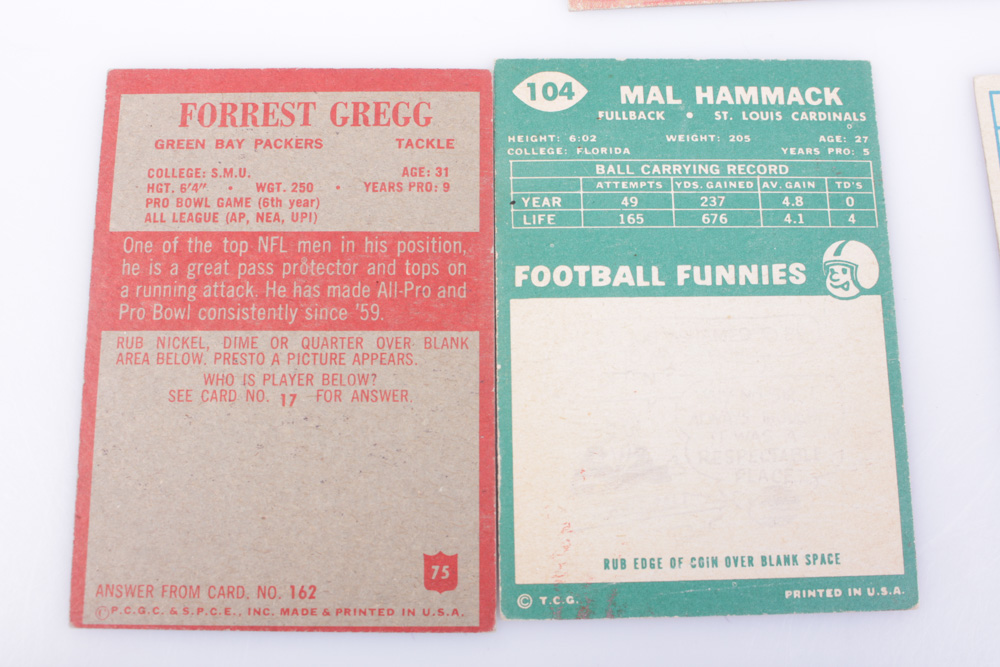 FORREST GREGG
GREEN BAY PACKERS TACKLE
COLLEGE: S.M.U. AGE: 31
HGT. 6'4" • WGT. 250 • YEARS PRO: 9
PRO BOWL GAME (6th year)
ALL LEAGUE (AP, NEA, UPI)
One of the top NFL men in his position,
he is a great pass protector and tops on
a running attack. He has made All-Pro and
Pro Bowl consistently since '59.
RUB NICKEL, DIME OR QUARTER OVER BLANK
AREA BELOW. PRESTO A PICTURE APPEARS.
WHO IS PLAYER BELOW?
SEE CARD NO. 17 FOR ANSWER.
75
ANSWER FROM CARD, NO. 162
©P.C.G.C. & S.P.C.E., INC. MADE & PRINTED IN U.S.A.
104
MAL HAMMACK
FULLBACK • ST. LOUIS CARDINALS
HEIGHT: 6:02 WEIGHT: 205 AGE: 27
COLLEGE: FLORIDA YEARS PRO: 5
BALL CARRYING RECORD
ATTEMPTS YDS. GAINED AV. GAIN TD'S
YEAR 49 237 4.8 0
LIFE 165 676 4.1 4
FOOTBALL FUNNIES
RESPECTABLE
PLACE
RUB EDGE OF COIN OVER BLANK SPACE
© T.C.G. PRINTED IN U.S.A.